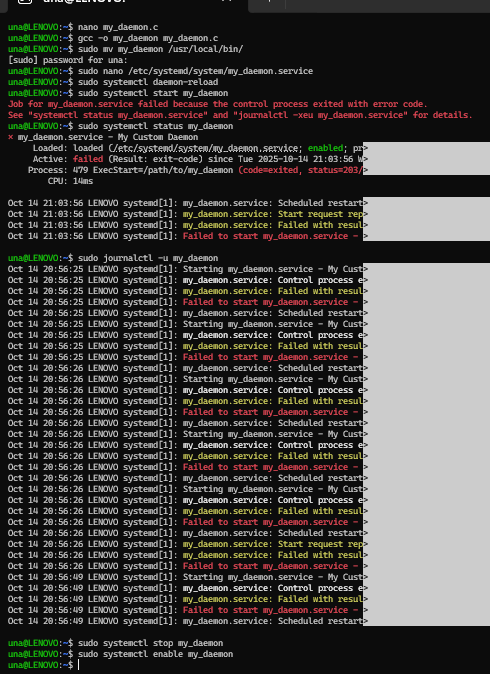 una@LENOVO:~$ nano my_daemon.c
una@LENOVO:~$ gcc -o my_daemon my_daemon.c
una@LENOVO:~$ sudo mv my_daemon /usr/local/bin/
[sudo] password for una:
una@LENOVO:~$ sudo nano /etc/systemd/system/my_daemon.service
una@LENOVO:~$ sudo systemctl daemon-reload
una@LENOVO:~$ sudo systemctl start my_daemon
Job for my_daemon.service failed because the control process exited with error code.
See "systemctl status my_daemon.service" and "journalctl -xeu my_daemon.service" for details.
una@LENOVO:~$ sudo systemctl status my_daemon
× my_daemon.service - My Custom Daemon
Loaded: loaded (/etc/systemd/system/my_daemon.service; enabled; pr>
Active: failed (Result: exit-code) since Tue 2025-10-14 21:03:56 W>
Process: 479 ExecStart=/path/to/my_daemon (code=exited, status=203/>
CPU: 14ms
Oct 14 21:03:56 LENOVO systemd[1]: my_daemon.service: Scheduled restart>
Oct 14 21:03:56 LENOVO systemd[1]: my_daemon.service: Start request rep>
Oct 14 21:03:56 LENOVO systemd[1]: my_daemon.service: Failed with resul>
Oct 14 21:03:56 LENOVO systemd[1]: Failed to start my_daemon.service - >
una@LENOVO:~$ sudo journalctl -u my_daemon
Oct 14 20:56:25 LENOVO systemd[1]: Starting my_daemon.service - My Cust>
Oct 14 20:56:25 LENOVO systemd[1]: my_daemon.service: Control process e>
Oct 14 20:56:25 LENOVO systemd[1]: my_daemon.service: Failed with resul>
Oct 14 20:56:25 LENOVO systemd[1]: Failed to start my_daemon.service - >
Oct 14 20:56:25 LENOVO systemd[1]: my_daemon.service: Scheduled restart>
Oct 14 20:56:25 LENOVO systemd[1]: Starting my_daemon.service - My Cust>
Oct 14 20:56:25 LENOVO systemd[1]: my_daemon.service: Control process e>
Oct 14 20:56:25 LENOVO systemd[1]: my_daemon.service: Failed with resul>
Oct 14 20:56:25 LENOVO systemd[1]: Failed to start my_daemon.service - >
Oct 14 20:56:26 LENOVO systemd[1]: my_daemon.service: Scheduled restart>
Oct 14 20:56:26 LENOVO systemd[1]: Starting my_daemon.service - My Cust>
Oct 14 20:56:26 LENOVO systemd[1]: my_daemon.service: Control process e>
Oct 14 20:56:26 LENOVO systemd[1]: my_daemon.service: Failed with resul>
Oct 14 20:56:26 LENOVO systemd[1]: Failed to start my_daemon.service - >
Oct 14 20:56:26 LENOVO systemd[1]: my_daemon.service: Scheduled restart>
Oct 14 20:56:26 LENOVO systemd[1]: Starting my_daemon.service - My Cust>
Oct 14 20:56:26 LENOVO systemd[1]: my_daemon.service: Control process e>
Oct 14 20:56:26 LENOVO systemd[1]: my_daemon.service: Failed with resul>
Oct 14 20:56:26 LENOVO systemd[1]: Failed to start my_daemon.service - >
Oct 14 20:56:26 LENOVO systemd[1]: my_daemon.service: Scheduled restart>
Oct 14 20:56:26 LENOVO systemd[1]: Starting my_daemon.service - My Cust>
Oct 14 20:56:26 LENOVO systemd[1]: my_daemon.service: Control process e>
Oct 14 20:56:26 LENOVO systemd[1]: my_daemon.service: Failed with resul>
Oct 14 20:56:26 LENOVO systemd[1]: Failed to start my_daemon.service - >
Oct 14 20:56:26 LENOVO systemd[1]: my_daemon.service: Scheduled restart>
Oct 14 20:56:26 LENOVO systemd[1]: my_daemon.service: Start request rep>
Oct 14 20:56:26 LENOVO systemd[1]: my_daemon.service: Failed with resul>
Oct 14 20:56:26 LENOVO systemd[1]: Failed to start my_daemon.service - >
Oct 14 20:56:49 LENOVO systemd[1]: Starting my_daemon.service - My Cust>
Oct 14 20:56:49 LENOVO systemd[1]: my_daemon.service: Control process e>
Oct 14 20:56:49 LENOVO systemd[1]: my_daemon.service: Failed with resul>
Oct 14 20:56:49 LENOVO systemd[1]: Failed to start my_daemon.service - >
Oct 14 20:56:49 LENOVO systemd[1]: my_daemon.service: Scheduled restart>
una@LENOVO:~$ sudo systemctl stop my_daemon
una@LENOVO:~$ sudo systemctl enable my_daemon
una@LENOVO:~$